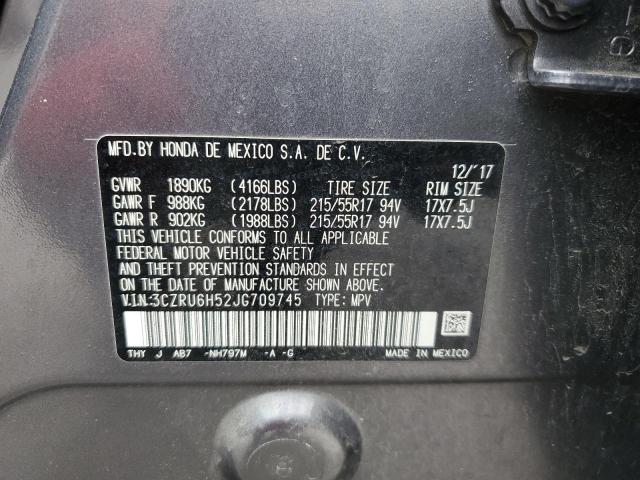 MFD.BY HONDA DE MEXICO S.A. DE C.V.
12/'17
GVWR 1890KG (4166LBS) TIRE SIZE RIM SIZE
GAWR F 988KG (2178LBS) 215/55R17 94V 17X7.5J
GAWR R 902KG (1988LBS) 215/55R17 94V 17X7.5J
THIS VEHICLE CONFORMS TO ALL APPLICABLE
FEDERAL MOTOR VEHICLE SAFETY
AND THEFT PREVENTION STANDARDS IN EFFECT
ON THE DATE OF MANUFACTURE SHOWN ABOVE.
V.I.N:3CZRU6H52JG709745 TYPE: MPV
THY J AB7 -NH797M -A -G MADE IN MEXICO